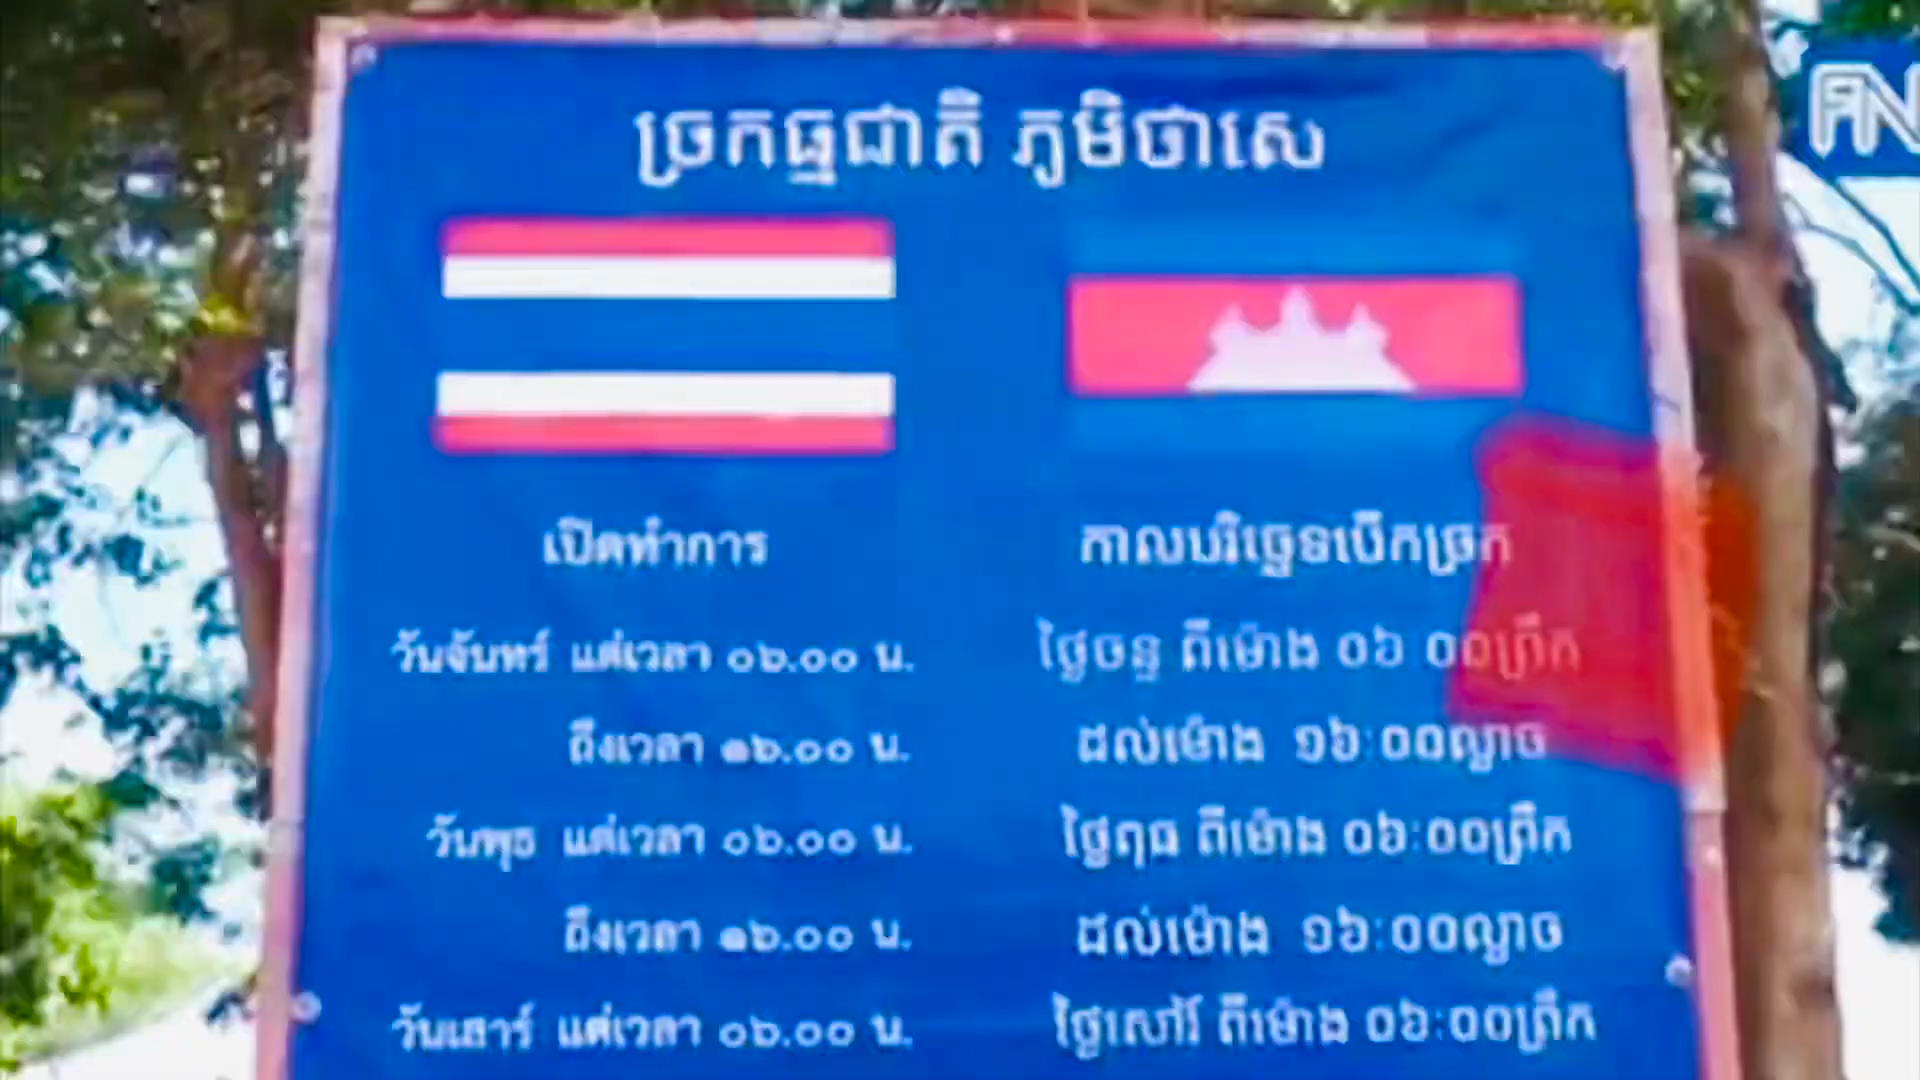 ច្រកធម្មជាតិ ភូមិថាសេ
เปิดทำการ
កាលបរិច្ឆេទបើកច្រក
วันจันทร์ แต่เวลา ๐๖.๐๐ น.
ថ្ងៃចន្ទ ពីម៉ោង ០៦ ០០ព្រឹក
ถึงเวลา ๑๖.๐๐ น.
ដល់ម៉ោង ១៦:០០ល្ងាច
วันพุธ แต่เวลา ๐๖.๐๐ น.
ថ្ងៃពុធ ពីម៉ោង ០៦:០០ព្រឹក
ถึงเวลา ๑๖.๐๐ น.
ដល់ម៉ោង ១៦:០០ល្ងាច
วันเสาร์ แต่เวลา ๐๖.๐๐ น.
ថ្ងៃសៅរ៍ ពីម៉ោង ០៦:០០ព្រឹក